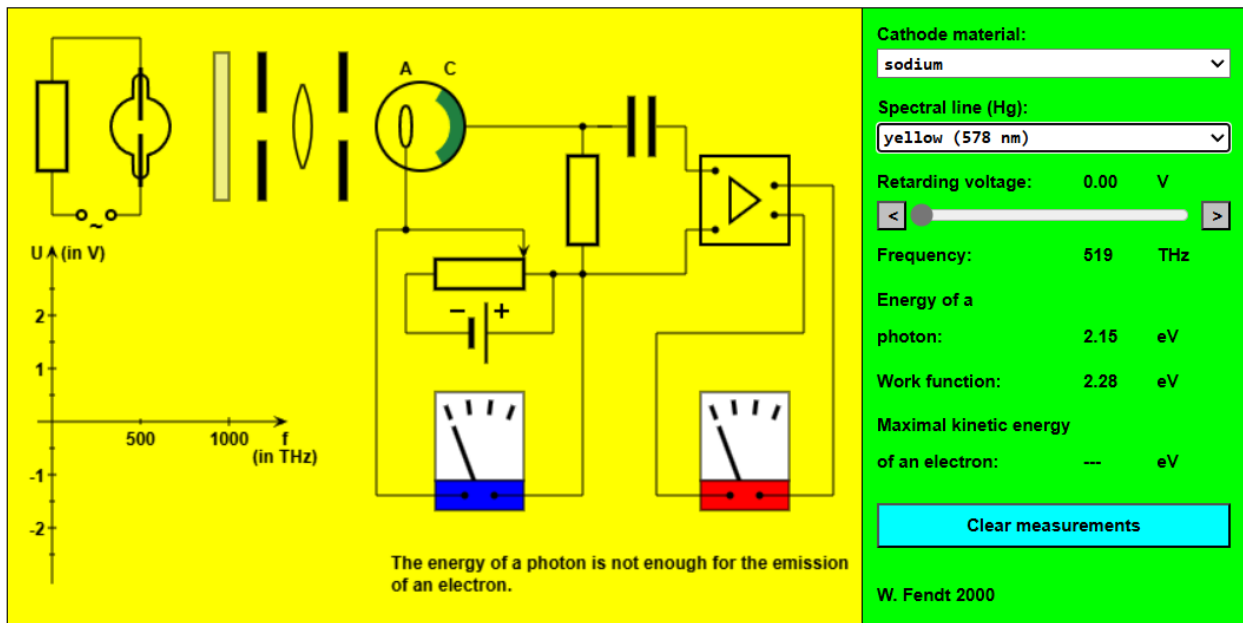 A C
U (in V)
2
1
-1
-2
500 1000 f
(in THz)
~
− +
The energy of a photon is not enough for the emission
of an electron.
Cathode material:
sodium
Spectral line (Hg):
yellow (578 nm)
Retarding voltage: 0.00 V
< >
Frequency: 519 THz
Energy of a
photon: 2.15 eV
Work function: 2.28 eV
Maximal kinetic energy
of an electron: --- eV
Clear measurements
W. Fendt 2000